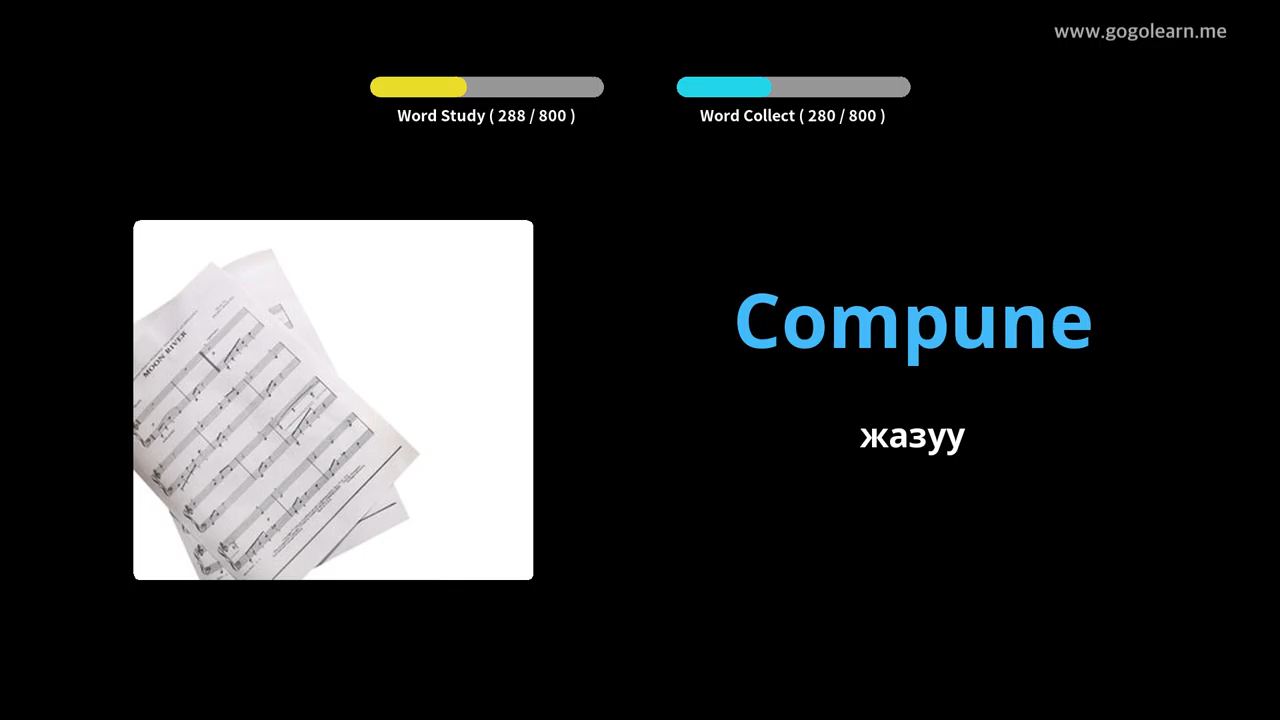 www.gogolearn.me
Word Study ( 288 / 800 )
Word Collect ( 280 / 800 )
MOON RIVER
Compune
жазуу